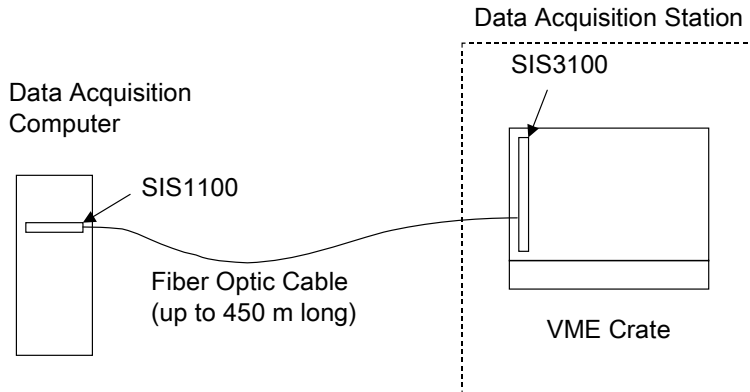 Data Acquisition Station
SIS3100
Data Acquisition
Computer
SIS1100
Fiber Optic Cable
(up to 450 m long)
VME Crate